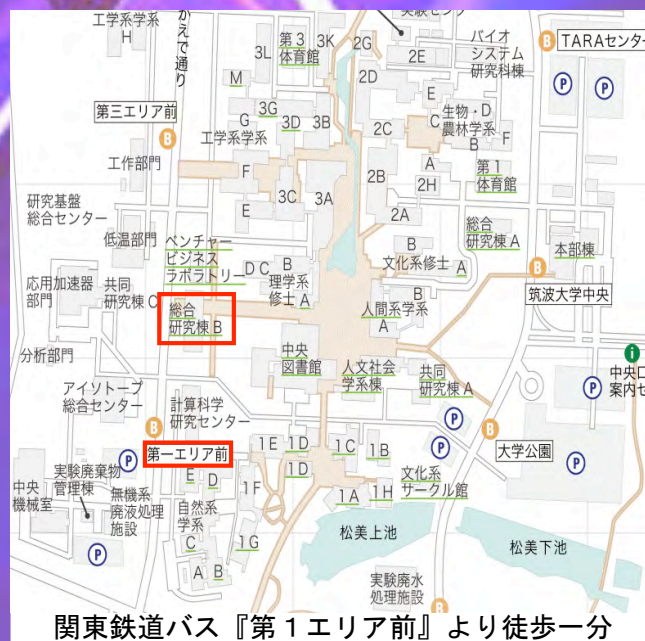 工学系学系
H
かえで通り
3L
第3
体育館
3K
2G
2D
実験センタ
2E
バイオ
システム
研究科棟
B
TARAセンター
P
P
M
3G
G
工学系学系
3D
3B
第三エリア前
B
2C
E
C
生物・D
農林学系
B
F
工作部門
F
E
3C
3A
2B
A
2H
第1
体育館
研究基盤
総合センター
低温部門
2A
総合
研究棟A
本部棟
ベンチャー
ビジネス
ラボラトリー
D C
B
理学系
修士 A
B
文化系修士
A
B
筑波大学中央
応用加速器
部門
共同
研究棟C
総合
研究棟B
B
人間系学系
A
分析部門
中央
図書館
人文社会
学系棟
共同
研究棟A
i
中央口
案内セ
P
アイソトープ
総合センター
計算科学
研究センター
B
P
P
B
大学公園
P
第一エリア前
P
1E
1D
1D
1C
1B
文化系
サークル館
中央
機械室
実験廃棄物
管理棟
無機系
廃液処理
施設
E
D
1F
1A
1H
自然系
学系
C
A
B
1G
P
松美上池
松美下池
実験廃水
処理施設
B
関東鉄道バス『第1エリア前』より徒歩一分